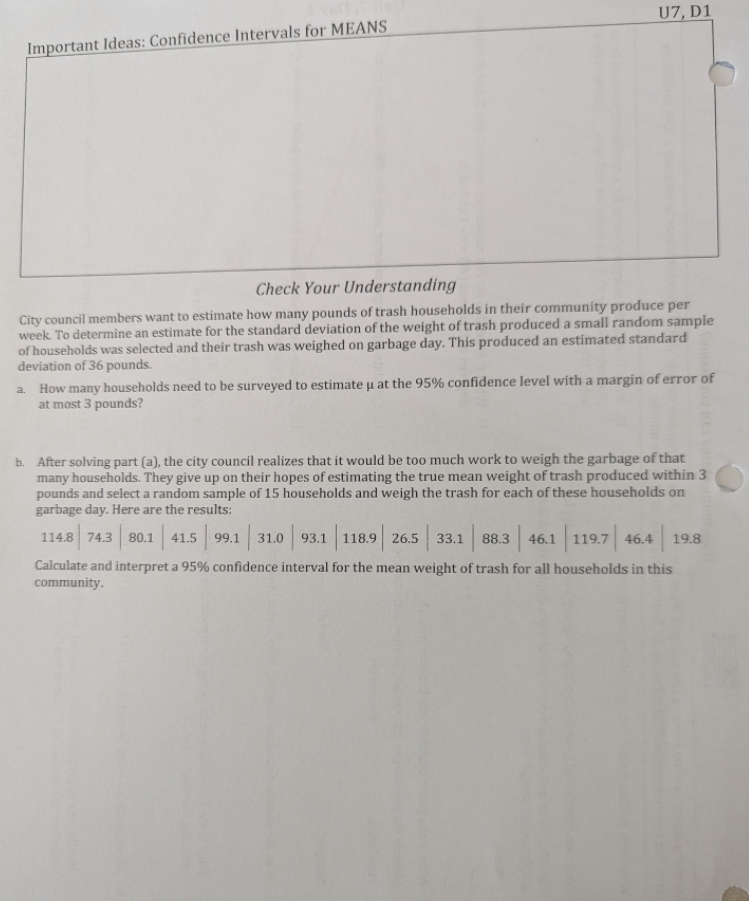 U7, D1
Important Ideas: Confidence Intervals for MEANS
Check Your Understanding
City council members want to estimate how many pounds of trash households in their community produce per
week. To determine an estimate for the standard deviation of the weight of trash produced a small random sample
of households was selected and their trash was weighed on garbage day. This produced an estimated standard
deviation of 36 pounds.
a. How many households need to be surveyed to estimate μ at the 95% confidence level with a margin of error of
at most 3 pounds?
b. After solving part (a), the city council realizes that it would be too much work to weigh the garbage of that
many households. They give up on their hopes of estimating the true mean weight of trash produced within 3
pounds and select a random sample of 15 households and weigh the trash for each of these households on
garbage day. Here are the results:
114.8 74.3 80.1 41.5 99.1 31.0 93.1 118.9 26.5 33.1 88.3 46.1 119.7 46.4 19.8
Calculate and interpret a 95% confidence interval for the mean weight of trash for all households in this
community.